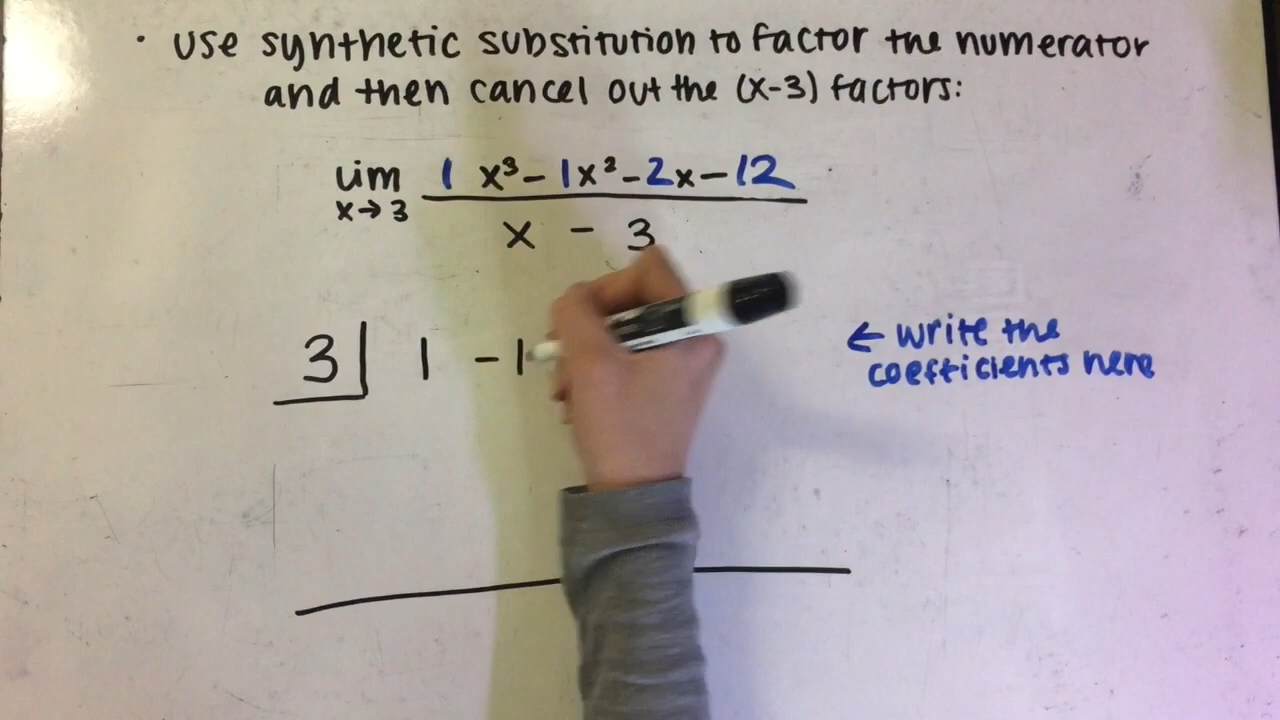 • use synthetic substitution to factor the numerator
and then cancel out the (x-3) factors:
lim 1 x³ - 1x² - 2x - 12
x→3 x - 3
3 1 -1
← write the
coefficients here